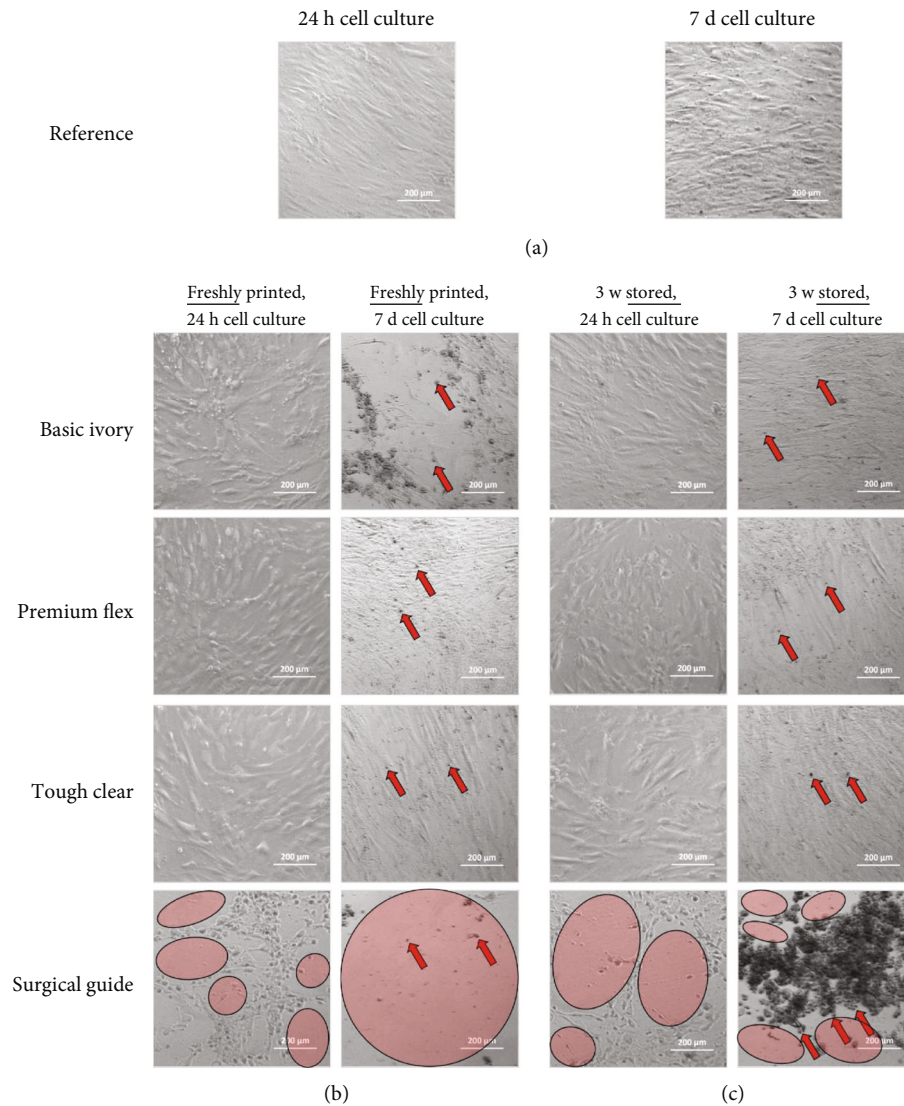 24 h cell culture
7 d cell culture
Reference
200 µm
200 µm
(a)
Freshly printed,
24 h cell culture
Freshly printed,
7 d cell culture
3 w stored,
24 h cell culture
3 w stored,
7 d cell culture
Basic ivory
200 µm
200 µm
200 µm
200 µm
Premium flex
200 µm
200 µm
200 µm
200 µm
Tough clear
200 µm
200 µm
200 µm
200 µm
Surgical guide
200 µm
200 µm
200 µm
200 µm
(b)
(c)